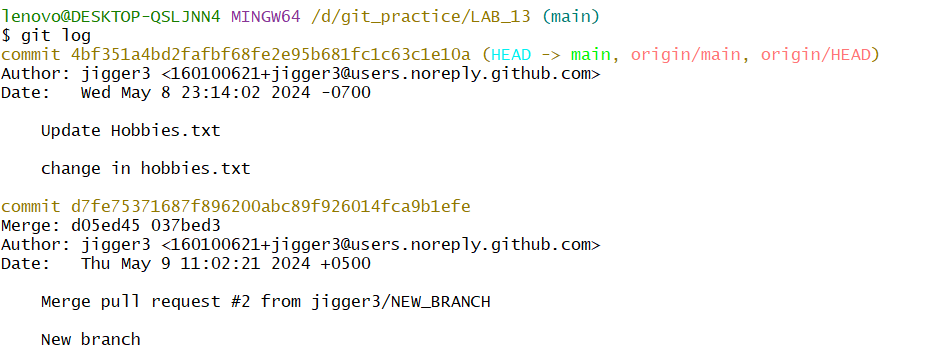 lenovo@DESKTOP-QSLJNN4 MINGW64 /d/git_practice/LAB_13 (main)
$ git log
commit 4bf351a4bd2fafbf68fe2e95b681fc1c63c1e10a (HEAD -> main, origin/main, origin/HEAD)
Author: jigger3 <160100621+jigger3@users.noreply.github.com>
Date:   Wed May 8 23:14:02 2024 -0700
    Update Hobbies.txt
    change in hobbies.txt
commit d7fe75371687f896200abc89f926014fca9b1efe
Merge: d05ed45 037bed3
Author: jigger3 <160100621+jigger3@users.noreply.github.com>
Date:   Thu May 9 11:02:21 2024 +0500
    Merge pull request #2 from jigger3/NEW_BRANCH
    New branch